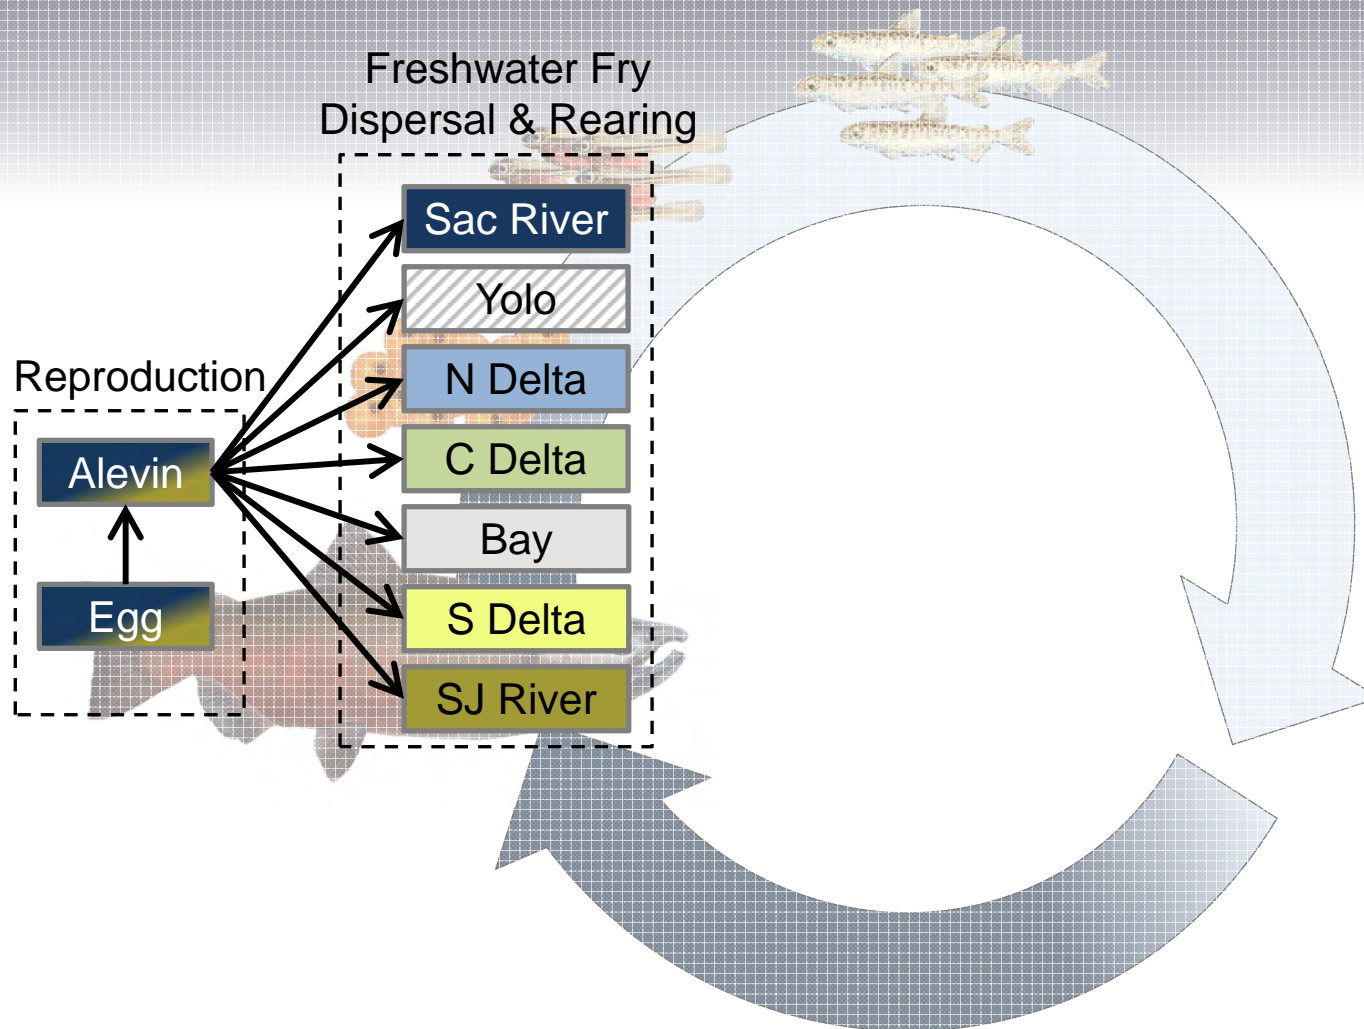 Freshwater Fry
Dispersal & Rearing
Sac River
Yolo
N Delta
C Delta
Bay
S Delta
SJ River
Reproduction
Alevin
Egg